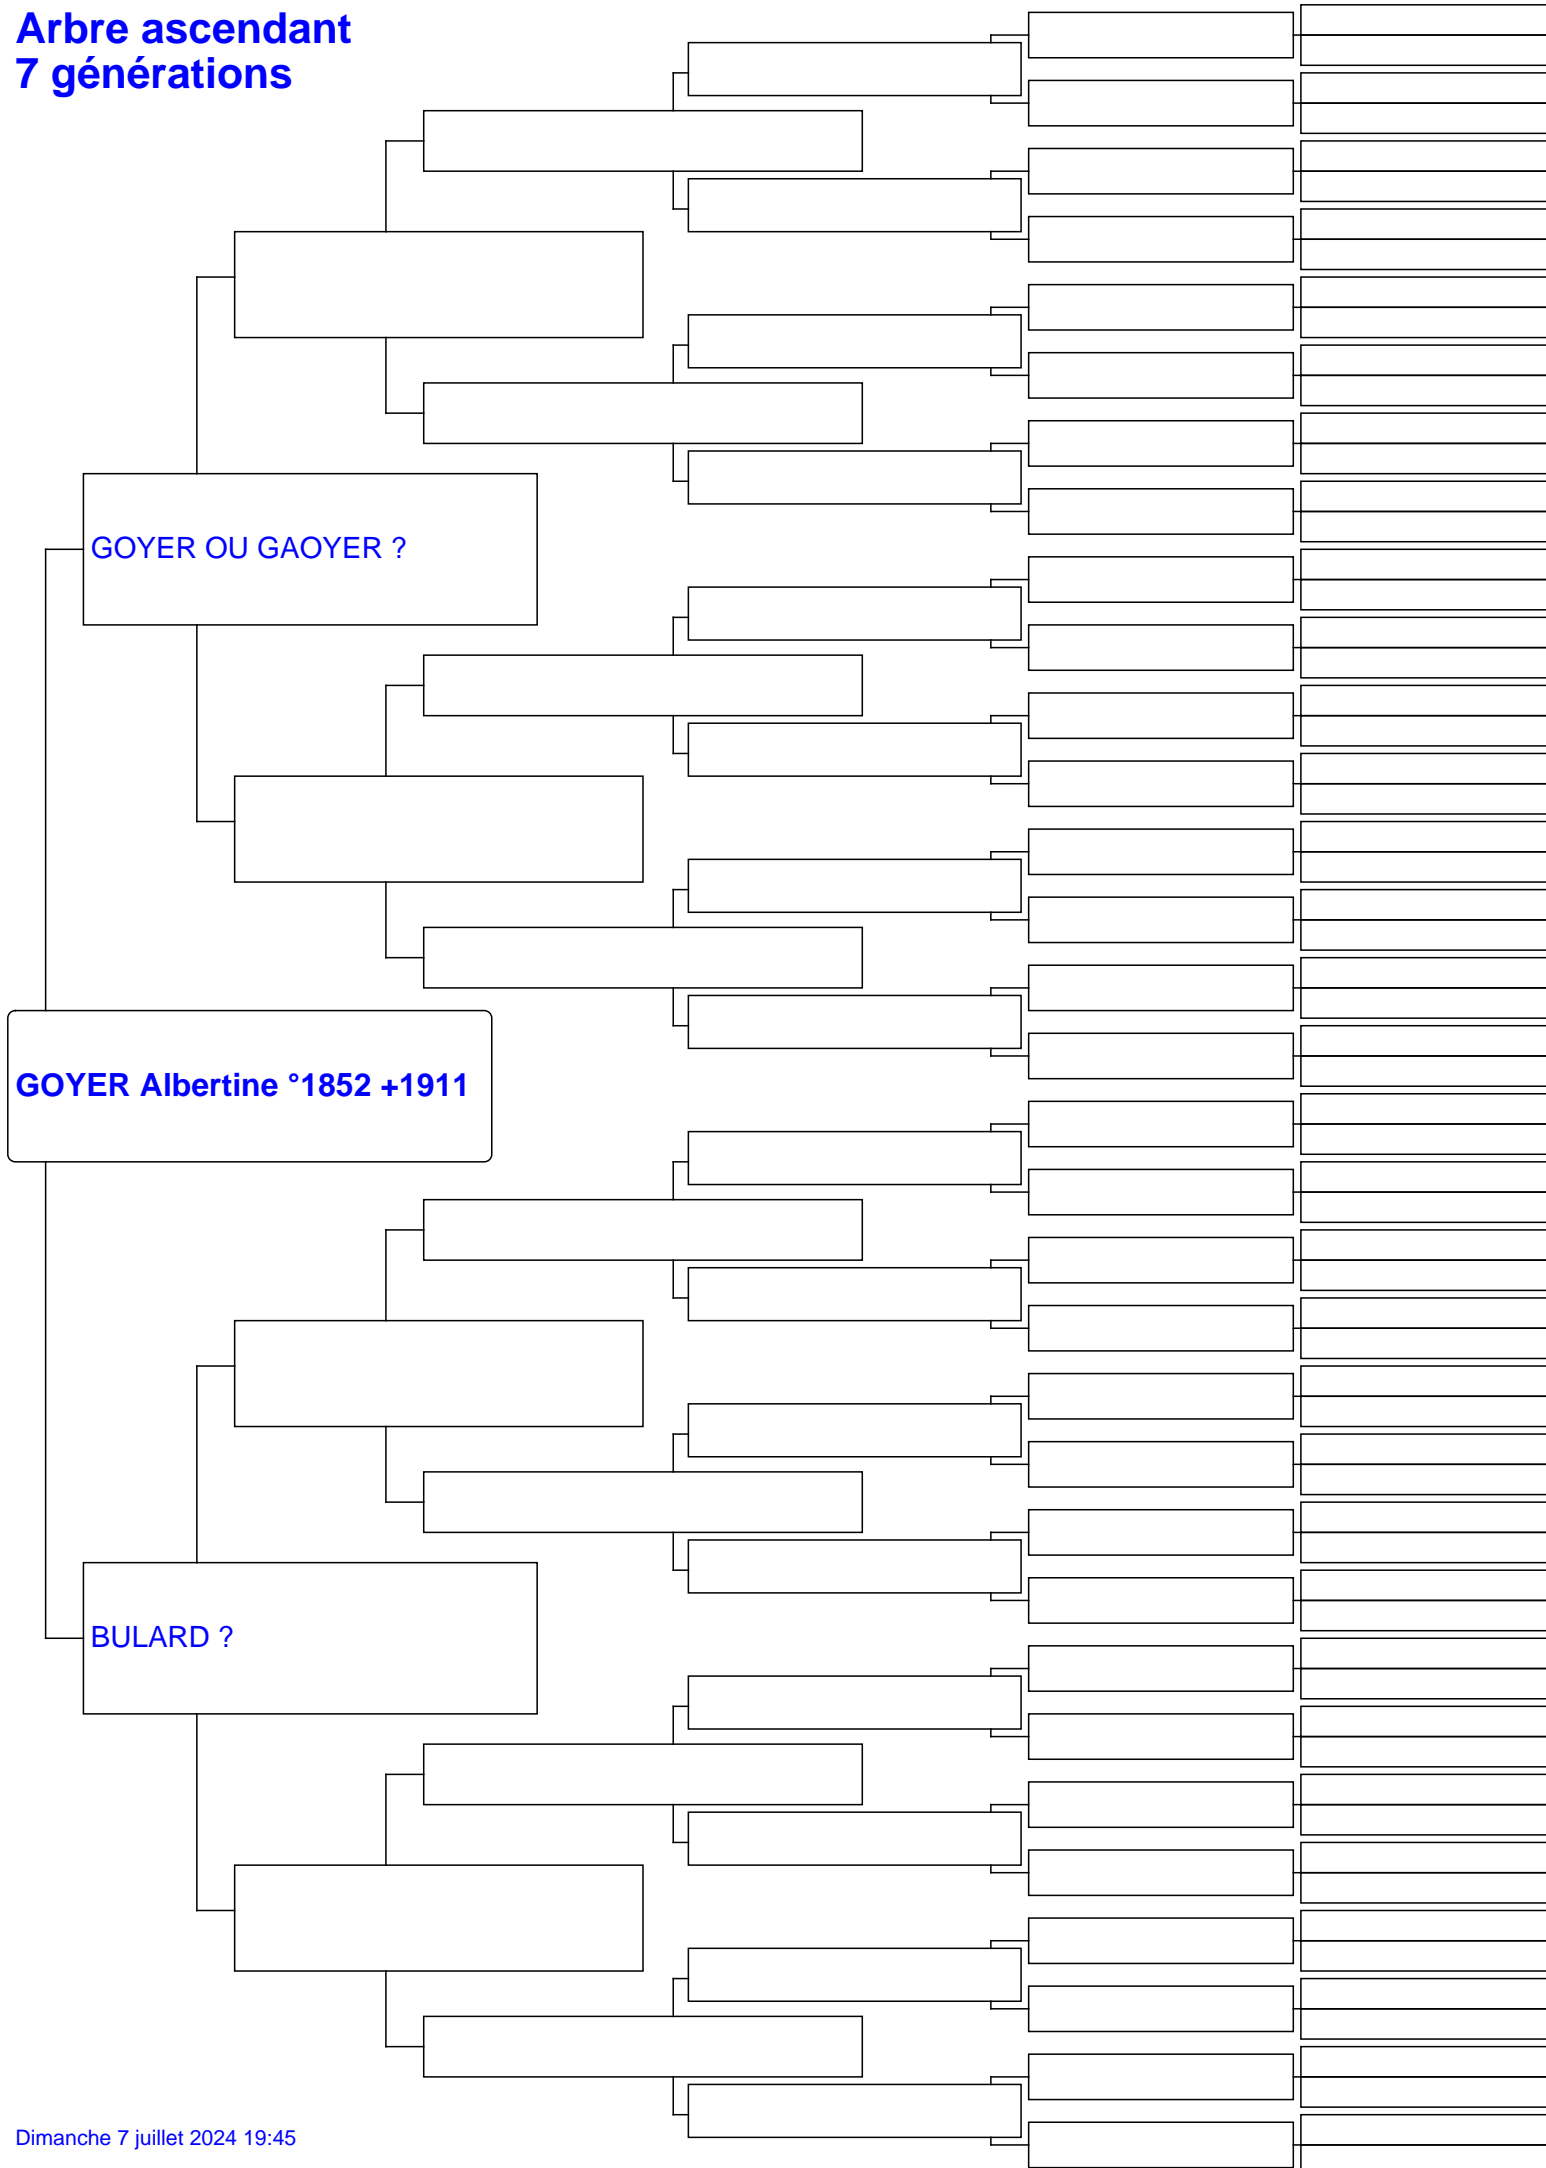 Arbre ascendant
7 générations
GOYER OU GAOYER ?
GOYER Albertine °1852 +1911
BULARD ?
Dimanche 7 juillet 2024 19:45